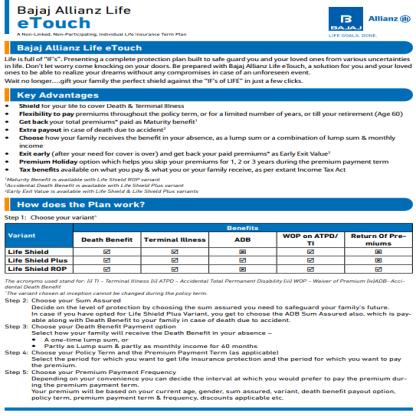 Bajaj Allianz Life
eTouch
A Non-Linked, Non-Participating, Individual Life Insurance Term Plan
BAJAJ
Allianz
LIFE GOALS. DONE.
Bajaj Allianz Life eTouch
Life is full of "IF's". Presenting a complete protection plan built to safe guard you and your loved ones from various uncertainties
in life. Don't let worry come knocking on your doors. Be prepared with Bajaj Allianz Life eTouch, a solution for you and your loved
ones to be able to realize your dreams without any compromises in case of an unforeseen event.
Wait no longer....gift your family the perfect shield against the "IFs of LIFE" in just a few clicks.
Key Advantages
Shield for your life to cover Death & Terminal Illness
Flexibility to pay premiums throughout the policy term, or for a limited number of years, or till your retirement (Age 60)
Get back your total premiums* paid as Maturity benefit¹
Extra payout in case of death due to accident²
Choose how your family receives the benefit in your absence, as a lump sum or a combination of lump sum & monthly
income
Exit early (after your need for cover is over) and get back your paid premiums* as Early Exit Value³
Premium Holiday option which helps you skip your premiums for 1, 2 or 3 years during the premium payment term
Tax benefits available on what you pay & what you or your family receive, as per extant Income Tax Act
¹Maturity Benefit is available with Life Shield ROP variant
²Accidental Death Benefit is available with Life Shield Plus variant
³Early Exit Value is available with Life Shield & Life Shield Plus variants
How does the Plan work?
Step 1: Choose your variant^
Variant Benefits
Death Benefit Terminal Illness ADB WOP on ATPD/ TI Return Of Pre-miums
Life Shield
Life Shield Plus
Life Shield ROP
The acronyms used stand for: [i] TI – Terminal Illness [ii] ATPD – Accidental Total Permanent Disability [iii] WOP – Waiver of Premium [iv]ADB–Acci-
dental Death Benefit
^The variant chosen at inception cannot be changed during the policy term.
Step 2: Choose your Sum Assured
Decide on the level of protection by choosing the sum assured you need to safeguard your family's future.
In case if you have opted for Life Shield Plus Variant, you get to choose the ADB Sum Assured also, which is pay-
able along with Death Benefit to your family in case of death due to accident.
Step 3: Choose your Death Benefit Payment option
Select how your family will receive the Death Benefit in your absence –
A one-time lump sum, or
Partly as Lump sum & partly as monthly income for 60 months
Step 4: Choose your Policy Term and the Premium Payment Term (as applicable)
Select the period for which you want to get life insurance protection and the period for which you want to pay
the premium.
Step 5: Choose your Premium Payment Frequency
Depending on your convenience you can decide the interval at which you would prefer to pay the premium dur-
ing the premium payment term.
Your premium will be based on your current age, gender, sum assured, variant, death benefit payout option,
policy term, premium payment term & frequency, discounts applicable etc.